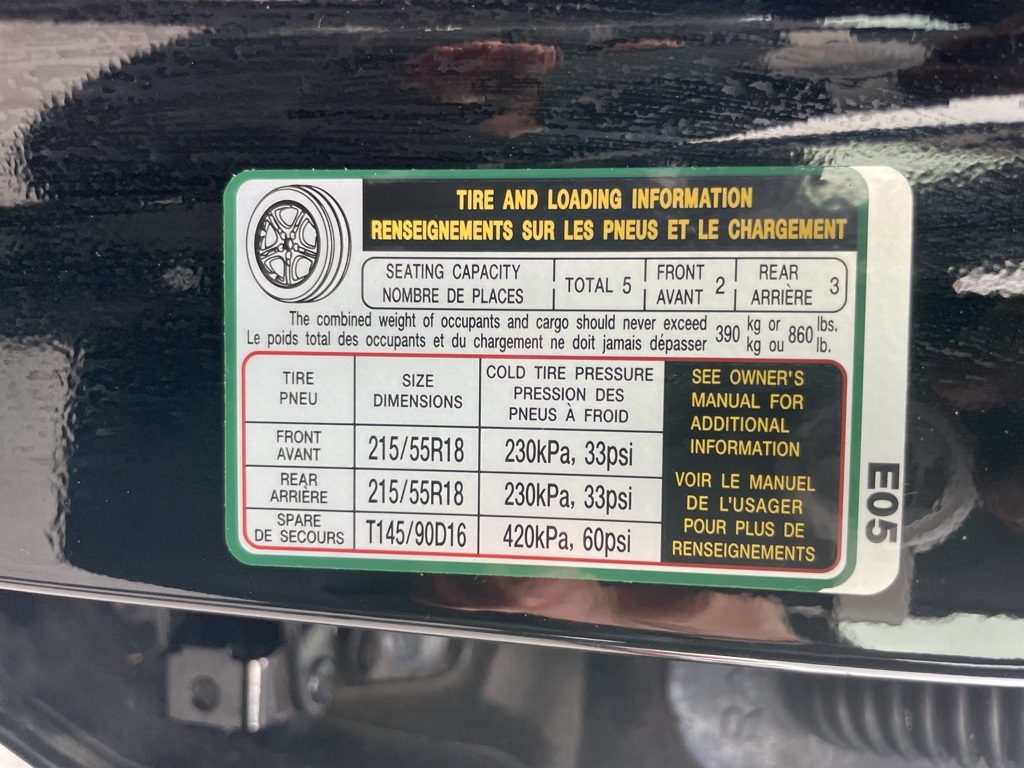 TIRE AND LOADING INFORMATION
RENSEIGNEMENTS SUR LES PNEUS ET LE CHARGEMENT
SEATING CAPACITY
NOMBRE DE PLACES
TOTAL 5
FRONT
AVANT 2
REAR
ARRIÈRE 3
The combined weight of occupants and cargo should never exceed 390 kg or 860 lbs.
Le poids total des occupants et du chargement ne doit jamais dépasser 390 kg ou 860 lb.
TIRE
PNEU
SIZE
DIMENSIONS
COLD TIRE PRESSURE
PRESSION DES
PNEUS À FROID
FRONT
AVANT
215/55R18
230kPa, 33psi
REAR
ARRIÈRE
215/55R18
230kPa, 33psi
SPARE
DE SECOURS
T145/90D16
420kPa, 60psi
SEE OWNER'S
MANUAL FOR
ADDITIONAL
INFORMATION
VOIR LE MANUEL
DE L'USAGER
POUR PLUS DE
RENSEIGNEMENTS
E05